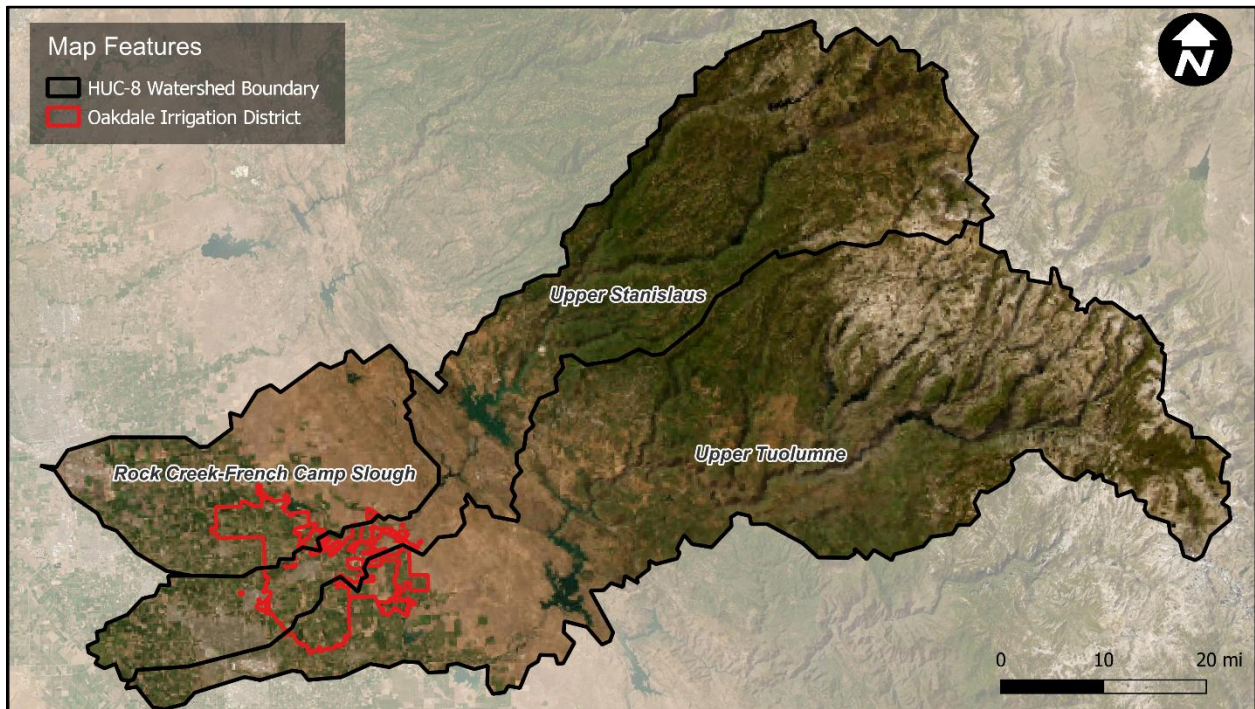 Map Features
HUC-8 Watershed Boundary
Oakdale Irrigation District
N
Upper Stanislaus
Upper Tuolumne
Rock Creek-French Camp Slough
0 10 20 mi